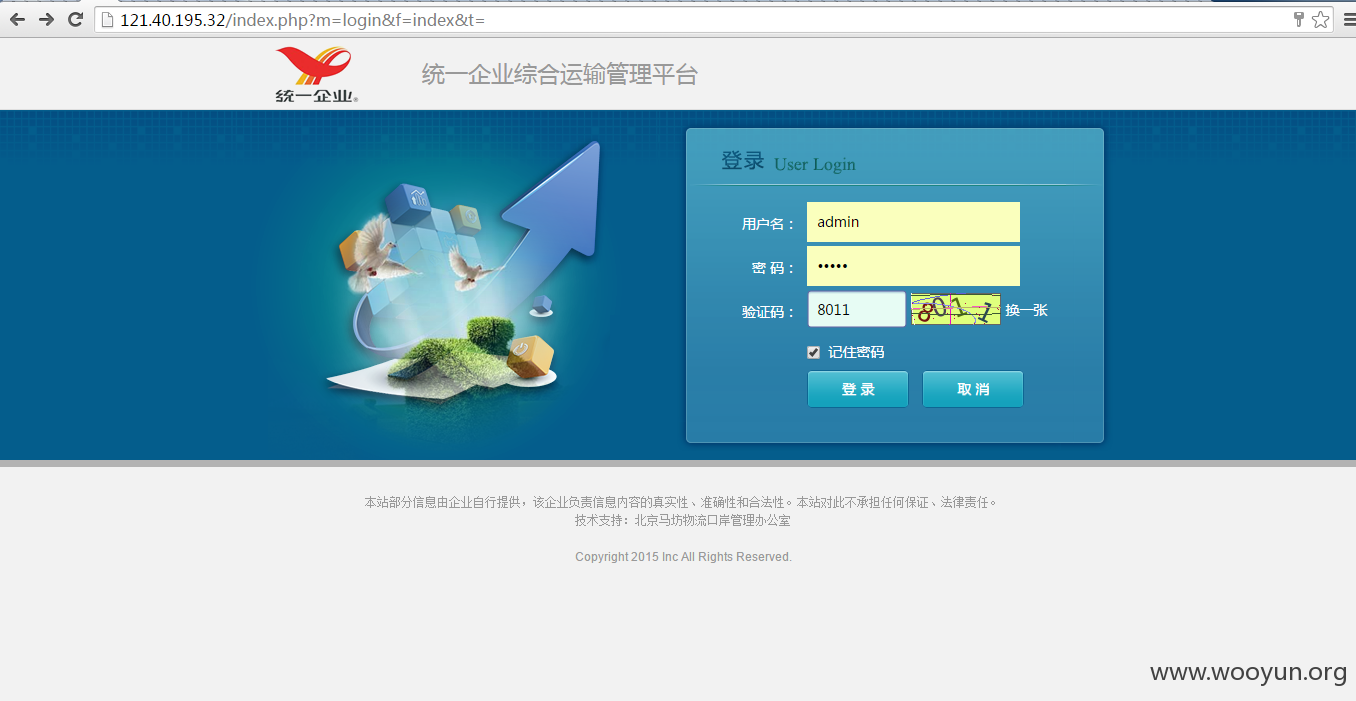 121.40.195.32/index.php?m=login&f=index&t=
统一企业®
统一企业综合运输管理平台
登录 User Login
用户名： admin
密 码： •••••
验证码： 8011 8011 换一张
记住密码
登 录 取 消
本站部分信息由企业自行提供，该企业负责信息内容的真实性、准确性和合法性。本站对此不承担任何保证、法律责任。
技术支持：北京马坊物流口岸管理办公室
Copyright 2015 Inc All Rights Reserved.
www.wooyun.org